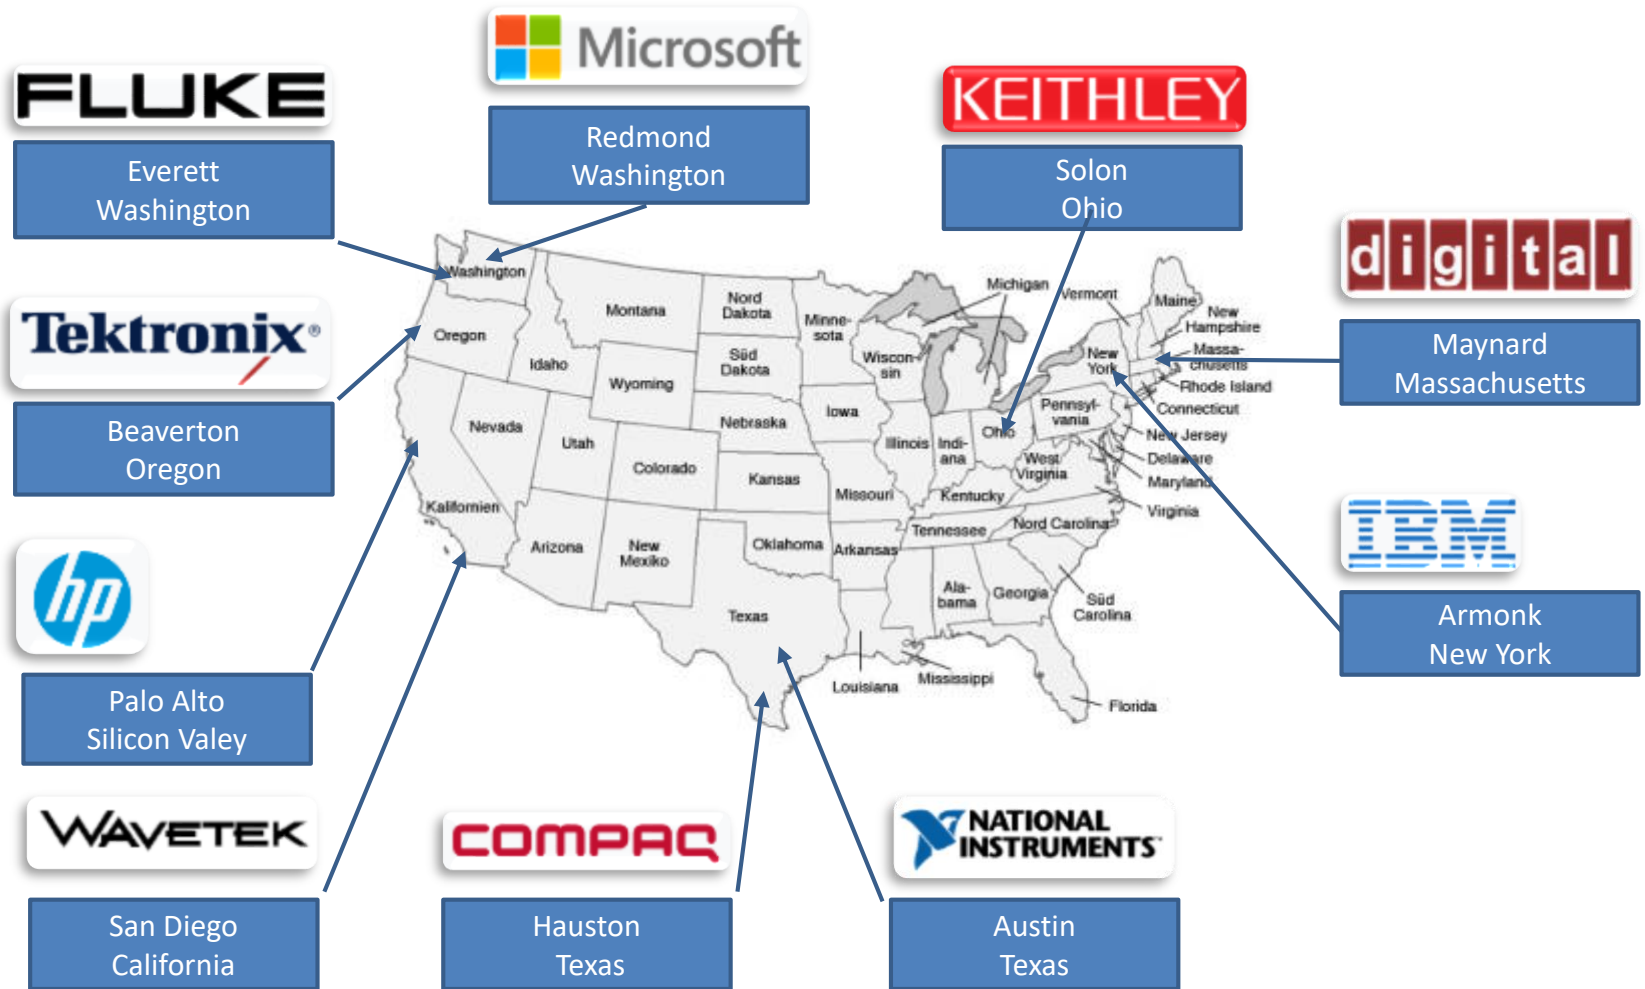 Microsoft
FLUKE
KEITHLEY
Redmond
Washington
Everett
Washington
Solon
Ohio
digital
Tektronix®
Maynard
Massachusetts
Beaverton
Oregon
Washington
Montana
Nord
Dakota
Minne-
sota
Michigan
Vermont
Maine
New
Hampshire
Oregon
Idaho
Wyoming
Süd
Dakota
Wiscon-
sin
New
York
Massa-
chusetts
Rhode Island
Connecticut
Nevada
Utah
Nebraska
Iowa
Illinois
Indi-
ana
Ohio
Pennsyl-
vania
New Jersey
Delaware
Maryland
Colorado
Kansas
Missouri
West
Virginia
Kentucky
Virginia
Kalifornien
Arizona
New
Mexiko
Oklahoma
Arkansas
Tennessee
Nord Carolina
Texas
Ala-
bama
Georgia
Süd
Carolina
Louisiana
Mississippi
Florida
hp
IBM
Armonk
New York
Palo Alto
Silicon Valey
WAVETEK
COMPAQ
NATIONAL
INSTRUMENTS™
San Diego
California
Hauston
Texas
Austin
Texas